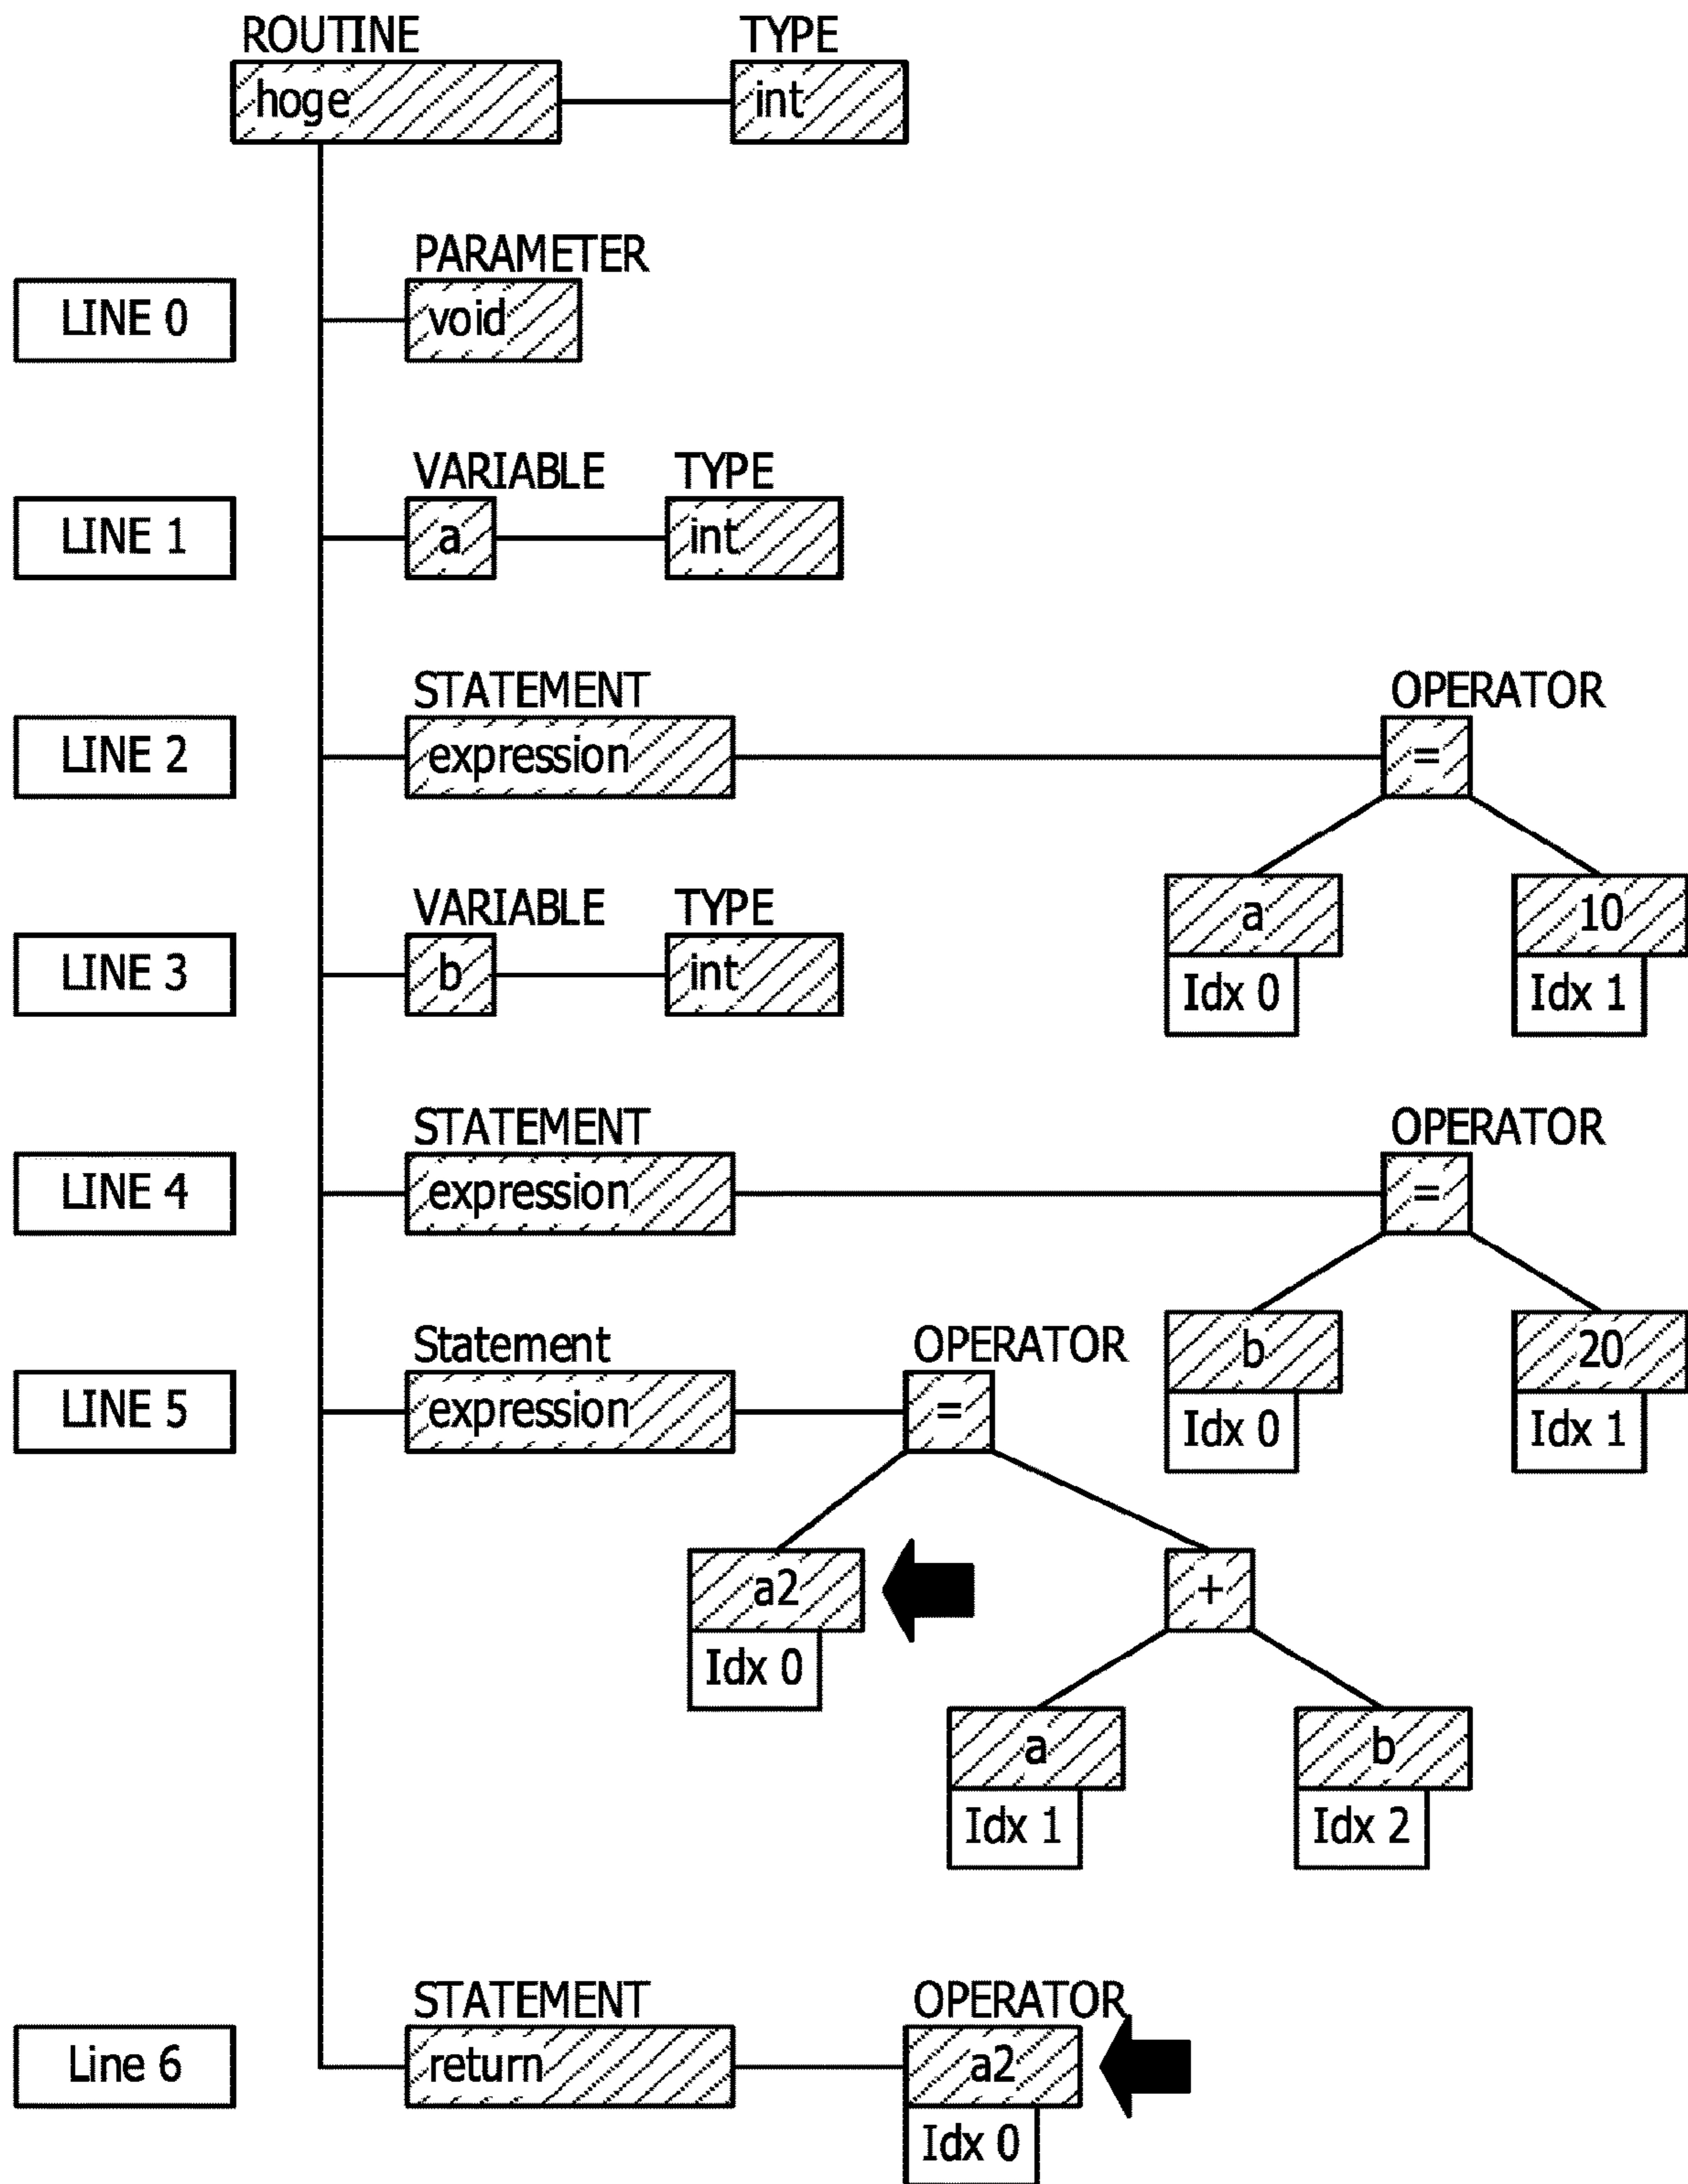 ROUTINE TYPE
hoge int
PARAMETER
LINE 0 void
VARIABLE TYPE
LINE 1 a int
STATEMENT OPERATOR
LINE 2 expression =
a 10
VARIABLE TYPE
LINE 3 b int
Idx 0 Idx 1
STATEMENT OPERATOR
LINE 4 expression =
Statement OPERATOR
b 20
LINE 5 expression =
Idx 0 Idx 1
a2 +
Idx 0
a b
Idx 1 Idx 2
STATEMENT OPERATOR
Line 6 return a2
Idx 0